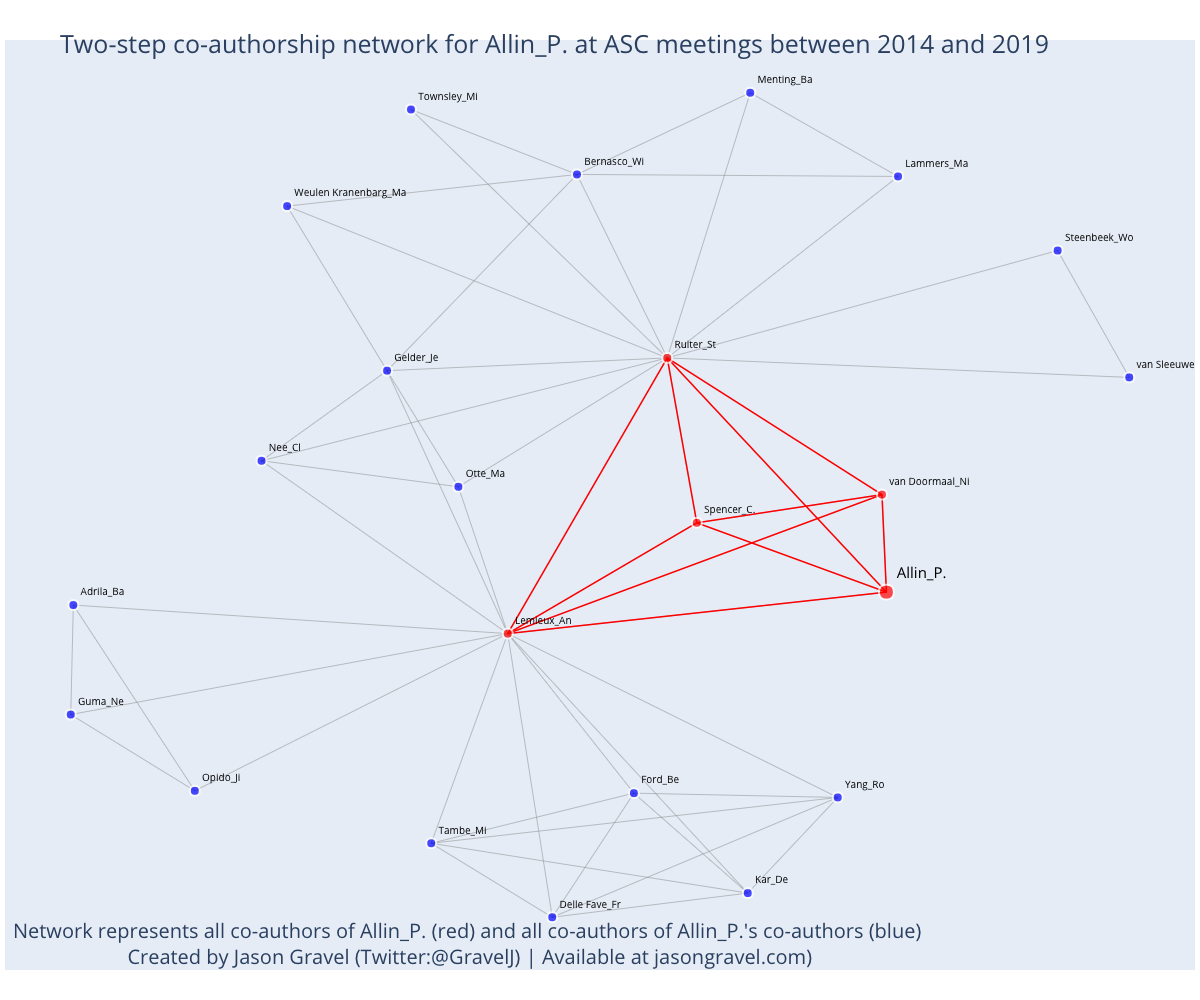 Two-step co-authorship network for Allin_P. at ASC meetings between 2014 and 2019
Menting_Ba
Townsley_Mi
Bernasco_Wi
Lammers_Ma
Weulen Kranenbarg_Ma
Steenbeek_Wo
Ruiter_St
Gelder_Je
van Sleeuwe
Nee_Cl
Otte_Ma
van Doormaal_Ni
Spencer_C.
Allin_P.
Adrila_Ba
Lemieux_An
Guma_Ne
Opido_Ji
Ford_Be
Yang_Ro
Tambe_Mi
Kar_De
Delle Fave_Fr
Network represents all co-authors of Allin_P. (red) and all co-authors of Allin_P.'s co-authors (blue)
Created by Jason Gravel (Twitter:@GravelJ) | Available at jasongravel.com)